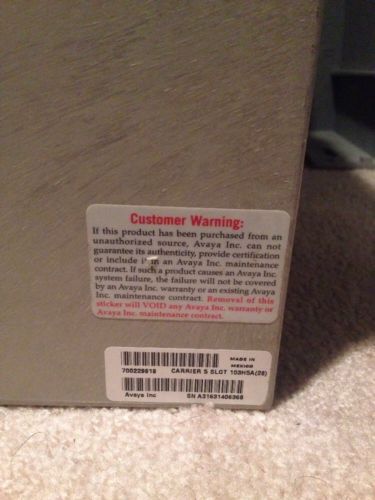 Customer Warning:
If this product has been purchased from an
unauthorized source, Avaya Inc. can not
guarantee its authenticity, provide certification
or include it in an Avaya Inc. maintenance
contract. If such a product causes an Avaya Inc.
system failure, the failure will not be covered
by an Avaya Inc. warranty or an existing Avaya
Inc. maintenance contract. Removal of this
sticker will VOID any Avaya Inc. warranty or
Avaya Inc. maintenance contract.
MADE IN
MEXICO
700229818 CARRIER 5 SLOT 103H5A(28)
Avaya Inc SN A31631406368